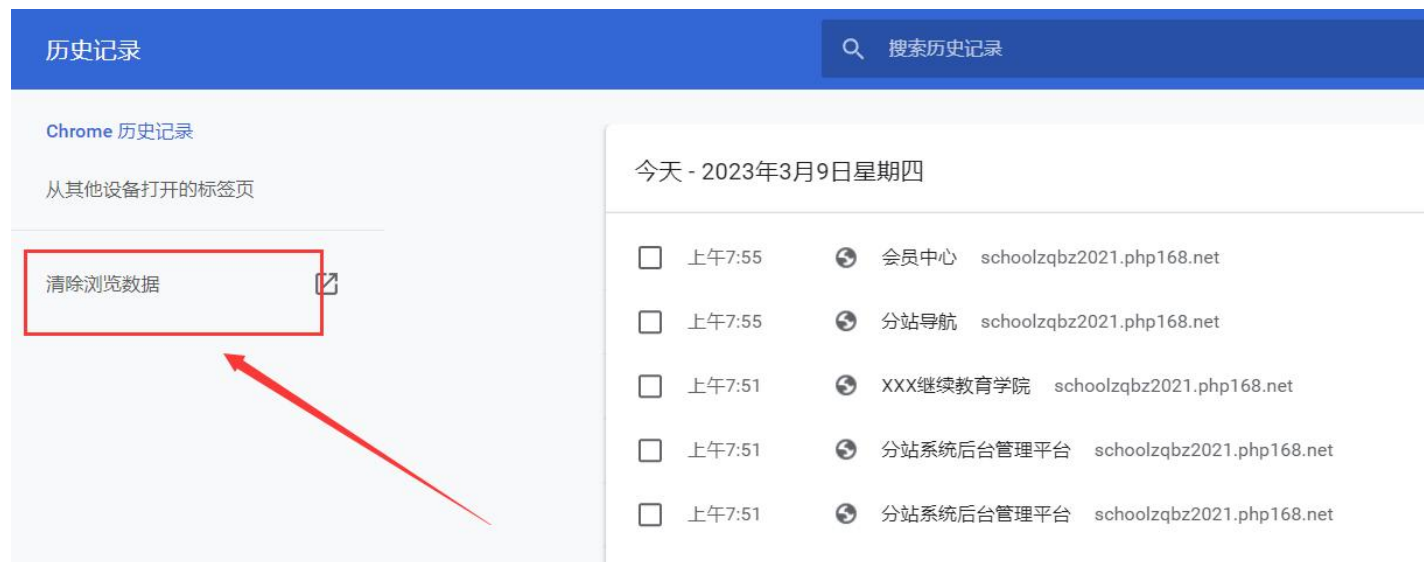 历史记录
搜索历史记录
Chrome 历史记录
从其他设备打开的标签页
清除浏览数据
今天 - 2023年3月9日星期四
上午7:55 会员中心 schoolzqbz2021.php168.net
上午7:55 分站导航 schoolzqbz2021.php168.net
上午7:51 XXX继续教育学院 schoolzqbz2021.php168.net
上午7:51 分站系统后台管理平台 schoolzqbz2021.php168.net
上午7:51 分站系统后台管理平台 schoolzqbz2021.php168.net